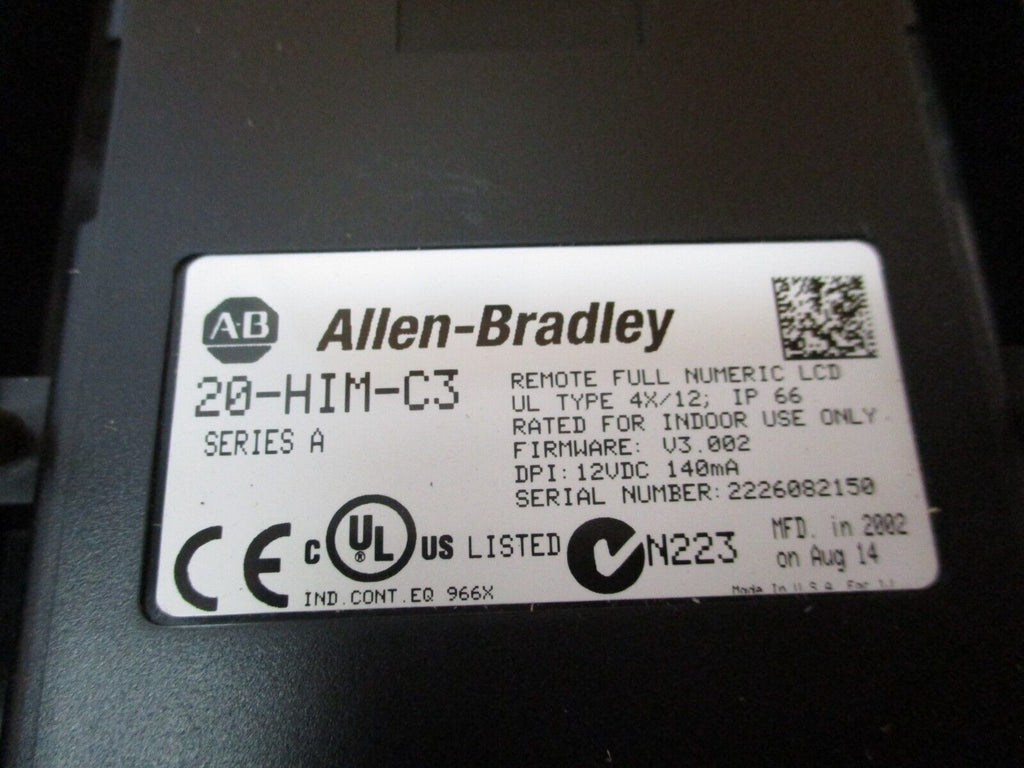 A·B Allen-Bradley
20-HIM-C3
SERIES A
REMOTE FULL NUMERIC LCD
UL TYPE 4X/12; IP 66
RATED FOR INDOOR USE ONLY
FIRMWARE: V3.002
DPI: 12VDC 140mA
SERIAL NUMBER: 2226082150
CE C UL ® US LISTED N223
IND.CONT.EQ 966X
MFD. in 2002
on Aug 14
Made In U.S.A.